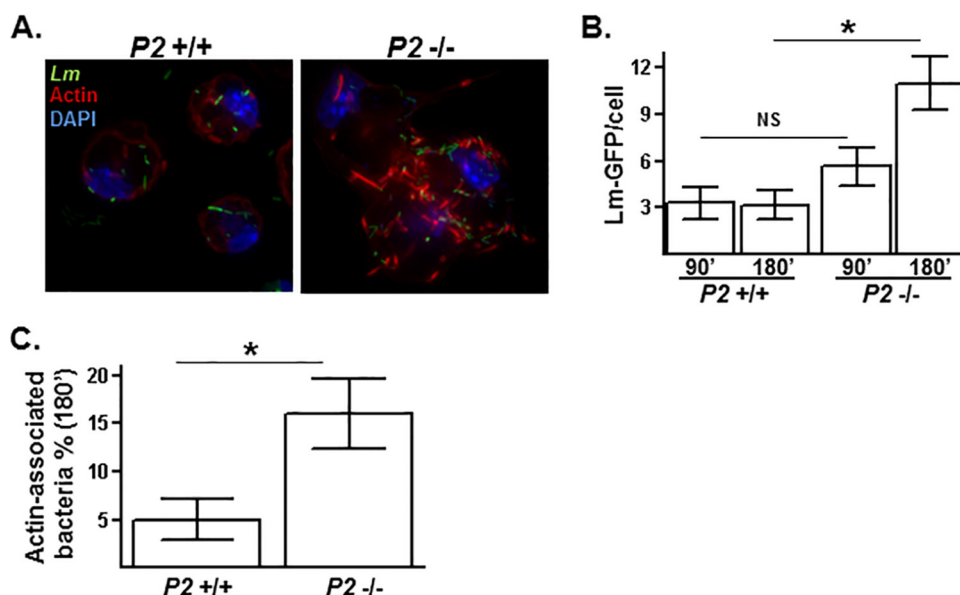 A.
P2 +/+
P2 -/-
Lm
Actin
DAPI
B.
Lm-GFP/cell
12
9
6
3
*
NS
90' 180' 90' 180'
P2 +/+ P2 -/-
C.
Actin-associated
bacteria % (180')
20
15
10
5
*
P2 +/+ P2 -/-